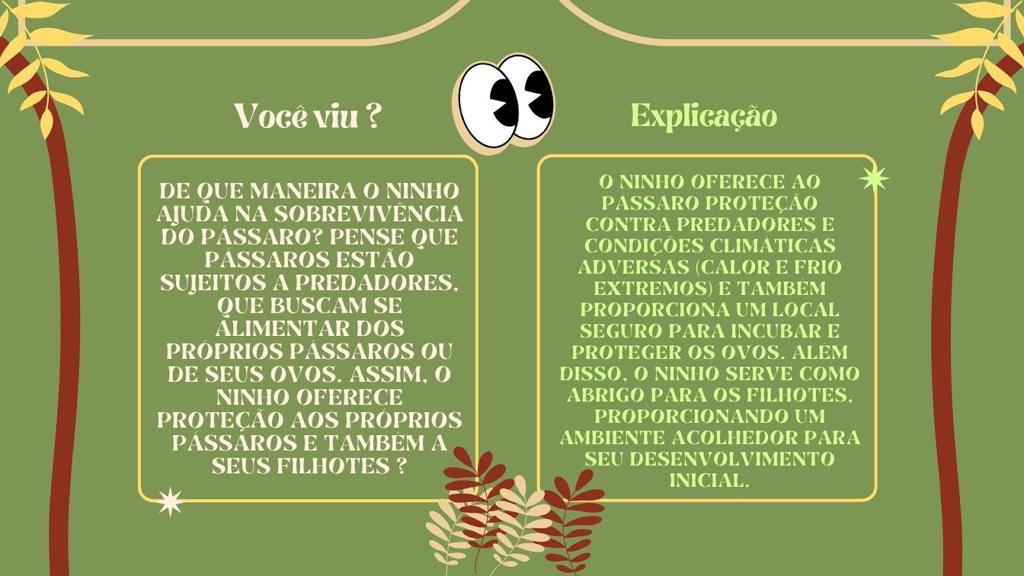 Você viu ?
DE QUE MANEIRA O NINHO
AJUDA NA SOBREVIVÊNCIA
DO PÁSSARO? PENSE QUE
PÁSSAROS ESTÃO
SUJEITOS A PREDADORES,
QUE BUSCAM SE
ALIMENTAR DOS
PRÓPRIOS PÁSSAROS OU
DE SEUS OVOS. ASSIM, O
NINHO OFERECE
PROTEÇÃO AOS PRÓPRIOS
PÁSSAROS E TAMBÉM A
SEUS FILHOTES ?
Explicação
O NINHO OFERECE AO
PÁSSARO PROTEÇÃO
CONTRA PREDADORES E
CONDIÇÕES CLIMÁTICAS
ADVERSAS (CALOR E FRIO
EXTREMOS) E TAMBÉM
PROPORCIONA UM LOCAL
SEGURO PARA INCUBAR E
PROTEGER OS OVOS. ALÉM
DISSO, O NINHO SERVE COMO
ABRIGO PARA OS FILHOTES,
PROPORCIONANDO UM
AMBIENTE ACOLHEDOR PARA
SEU DESENVOLVIMENTO
INICIAL.